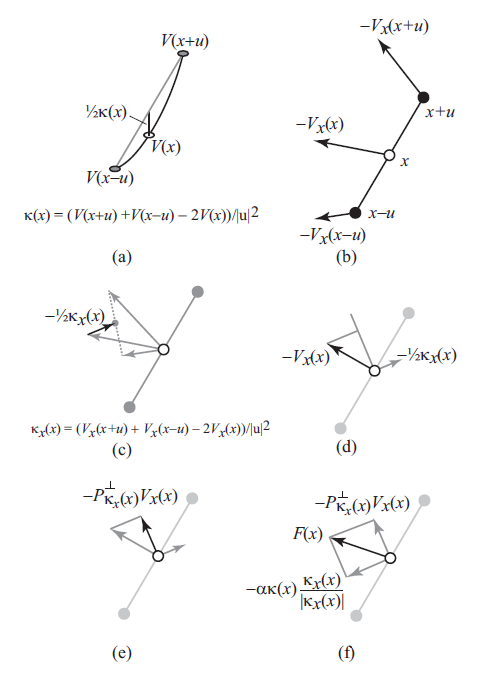 V(x+u)
½κ(x)
V(x)
V(x–u)
κ(x) = (V(x+u) +V(x–u) – 2V(x))/|u|2
(a)
–Vx(x+u)
x+u
–Vx(x)
x
x–u
–Vx(x–u)
(b)
–½κx(x)
κx(x) = (Vx(x+u) + Vx(x–u) – 2Vx(x))/|u|2
(c)
–Vx(x)
–½κx(x)
(d)
–P⊥κx(x)Vx(x)
(e)
–P⊥κx(x)Vx(x)
F(x)
–ακ(x) κx(x)
|κx(x)|
(f)